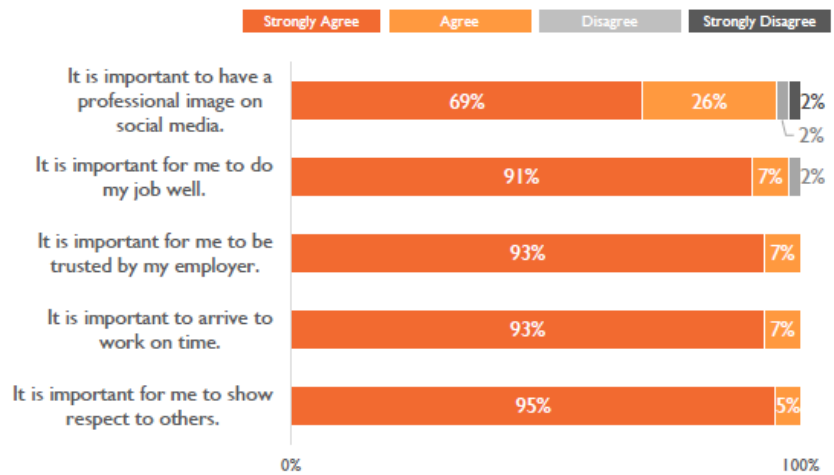 Strongly Agree Agree Disagree Strongly Disagree
It is important to have a
professional image on
social media.
69% 26% 2%
2%
It is important for me to do
my job well.
91% 7% 2%
It is important for me to be
trusted by my employer.
93% 7%
It is important to arrive to
work on time.
93% 7%
It is important for me to show
respect to others.
95% 5%
0% 100%